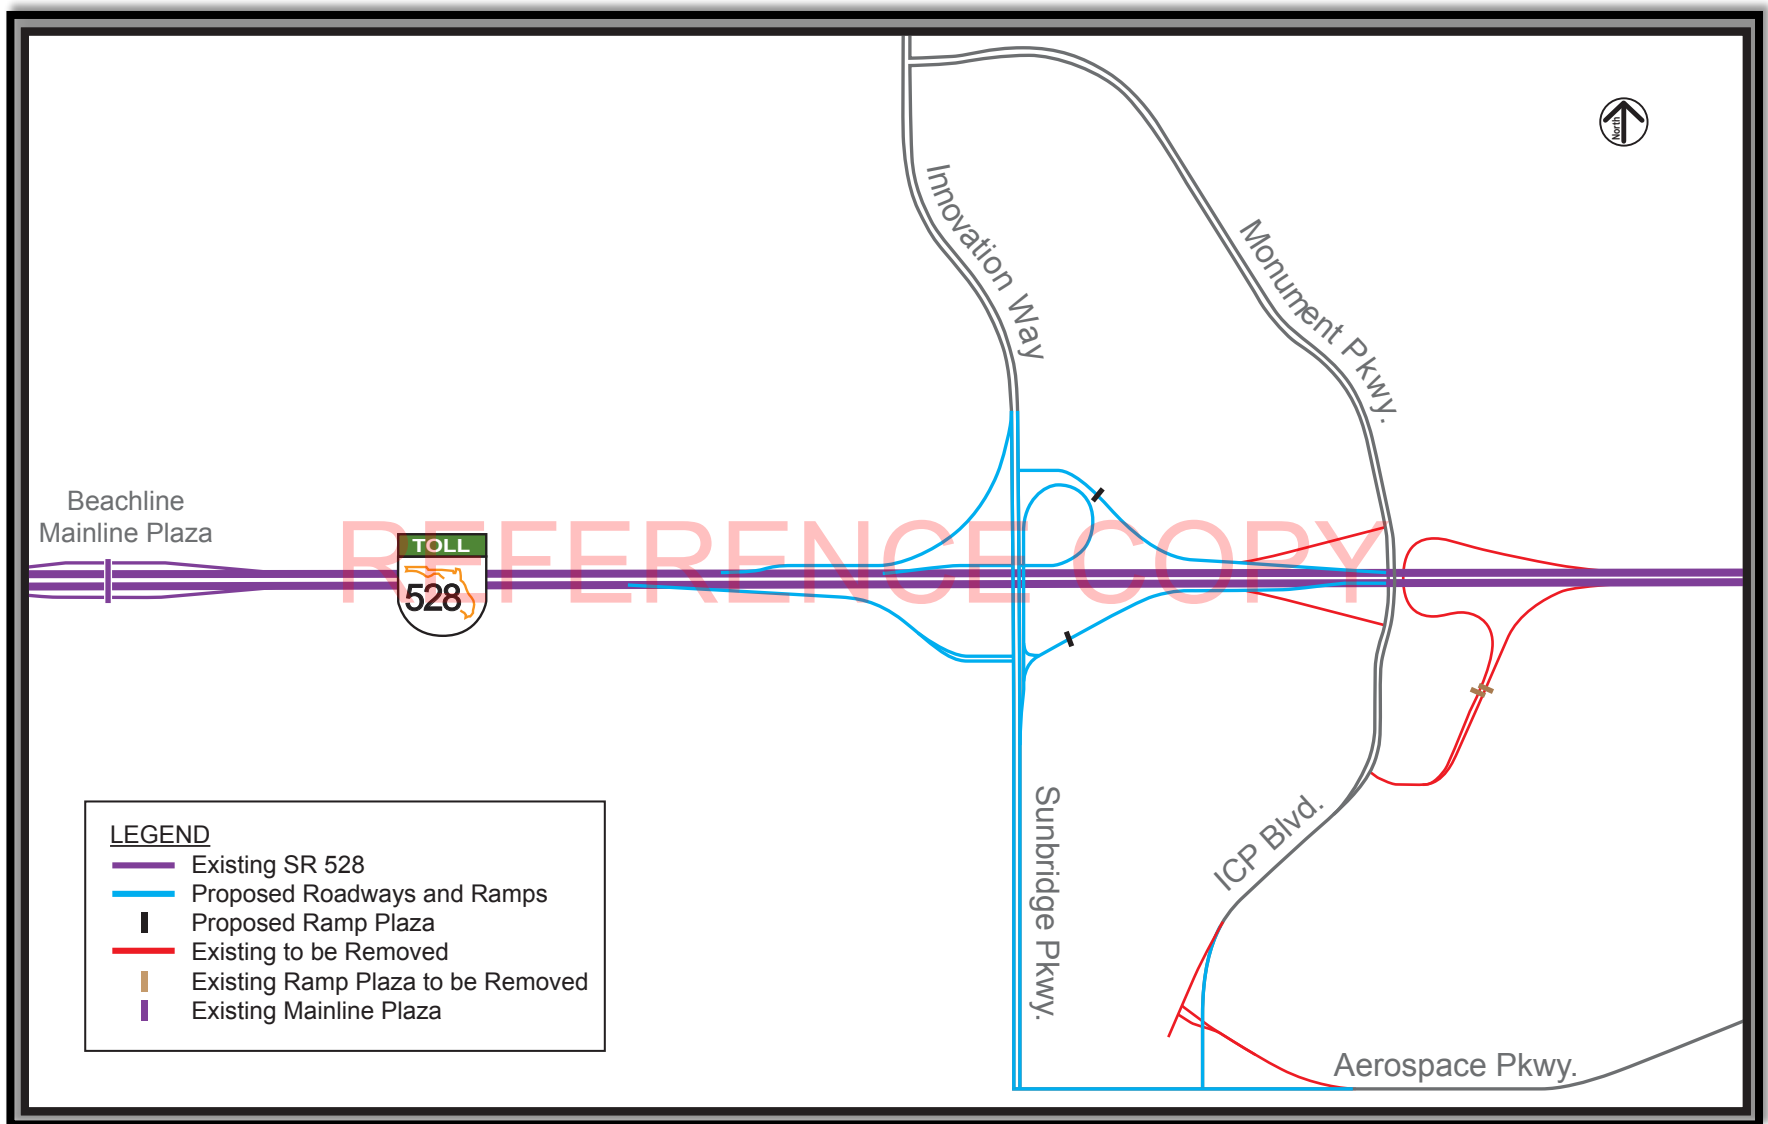 North
Innovation Way
Monument Pkwy.
Beachline
Mainline Plaza
TOLL
528
REFERENCE COPY
Sunbridge Pkwy.
ICP Blvd.
Aerospace Pkwy.
LEGEND
Existing SR 528
Proposed Roadways and Ramps
Proposed Ramp Plaza
Existing to be Removed
Existing Ramp Plaza to be Removed
Existing Mainline Plaza